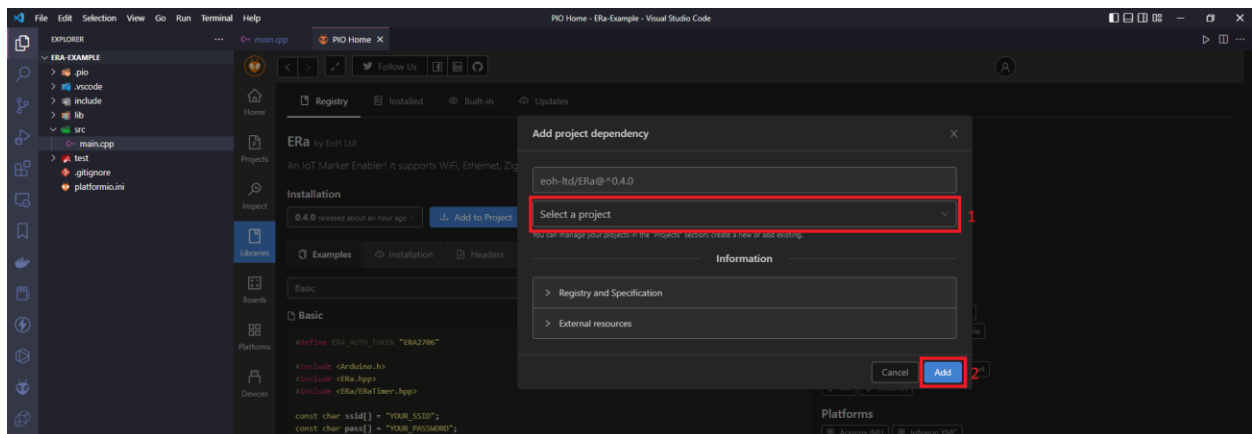 File Edit Selection View Go Run Terminal Help
PIO Home - ERa-Example - Visual Studio Code
EXPLORER
main.cpp
PIO Home
ERA-EXAMPLE
.pio
.vscode
include
lib
src
main.cpp
test
.gitignore
platformio.ini
Follow Us
Home
Projects
Inspect
Libraries
Boards
Platforms
Devices
Registry Installed Built-in Updates
ERa by EoH Ltd
An IoT Market Enabler! It supports WiFi, Ethernet,
Installation
0.4.0 released about an hour ago
Add to Project
Examples Installation Headers
Basic
Basic
#define ERA_AUTH_TOKEN "ERA2706"
#include <Arduino.h>
#include <ERa.hpp>
#include <ERa/ERaTimer.hpp>
const char ssid[] = "YOUR_SSID";
const char pass[] = "YOUR_PASSWORD";
Add project dependency
eoh-ltd/ERa@^0.4.0
Select a project
1
You can manage your projects in the "Projects" section: create a new or add existing.
Information
Registry and Specification
External resources
Cancel Add
2
Platforms
Aceinna IMU Infineon XMC